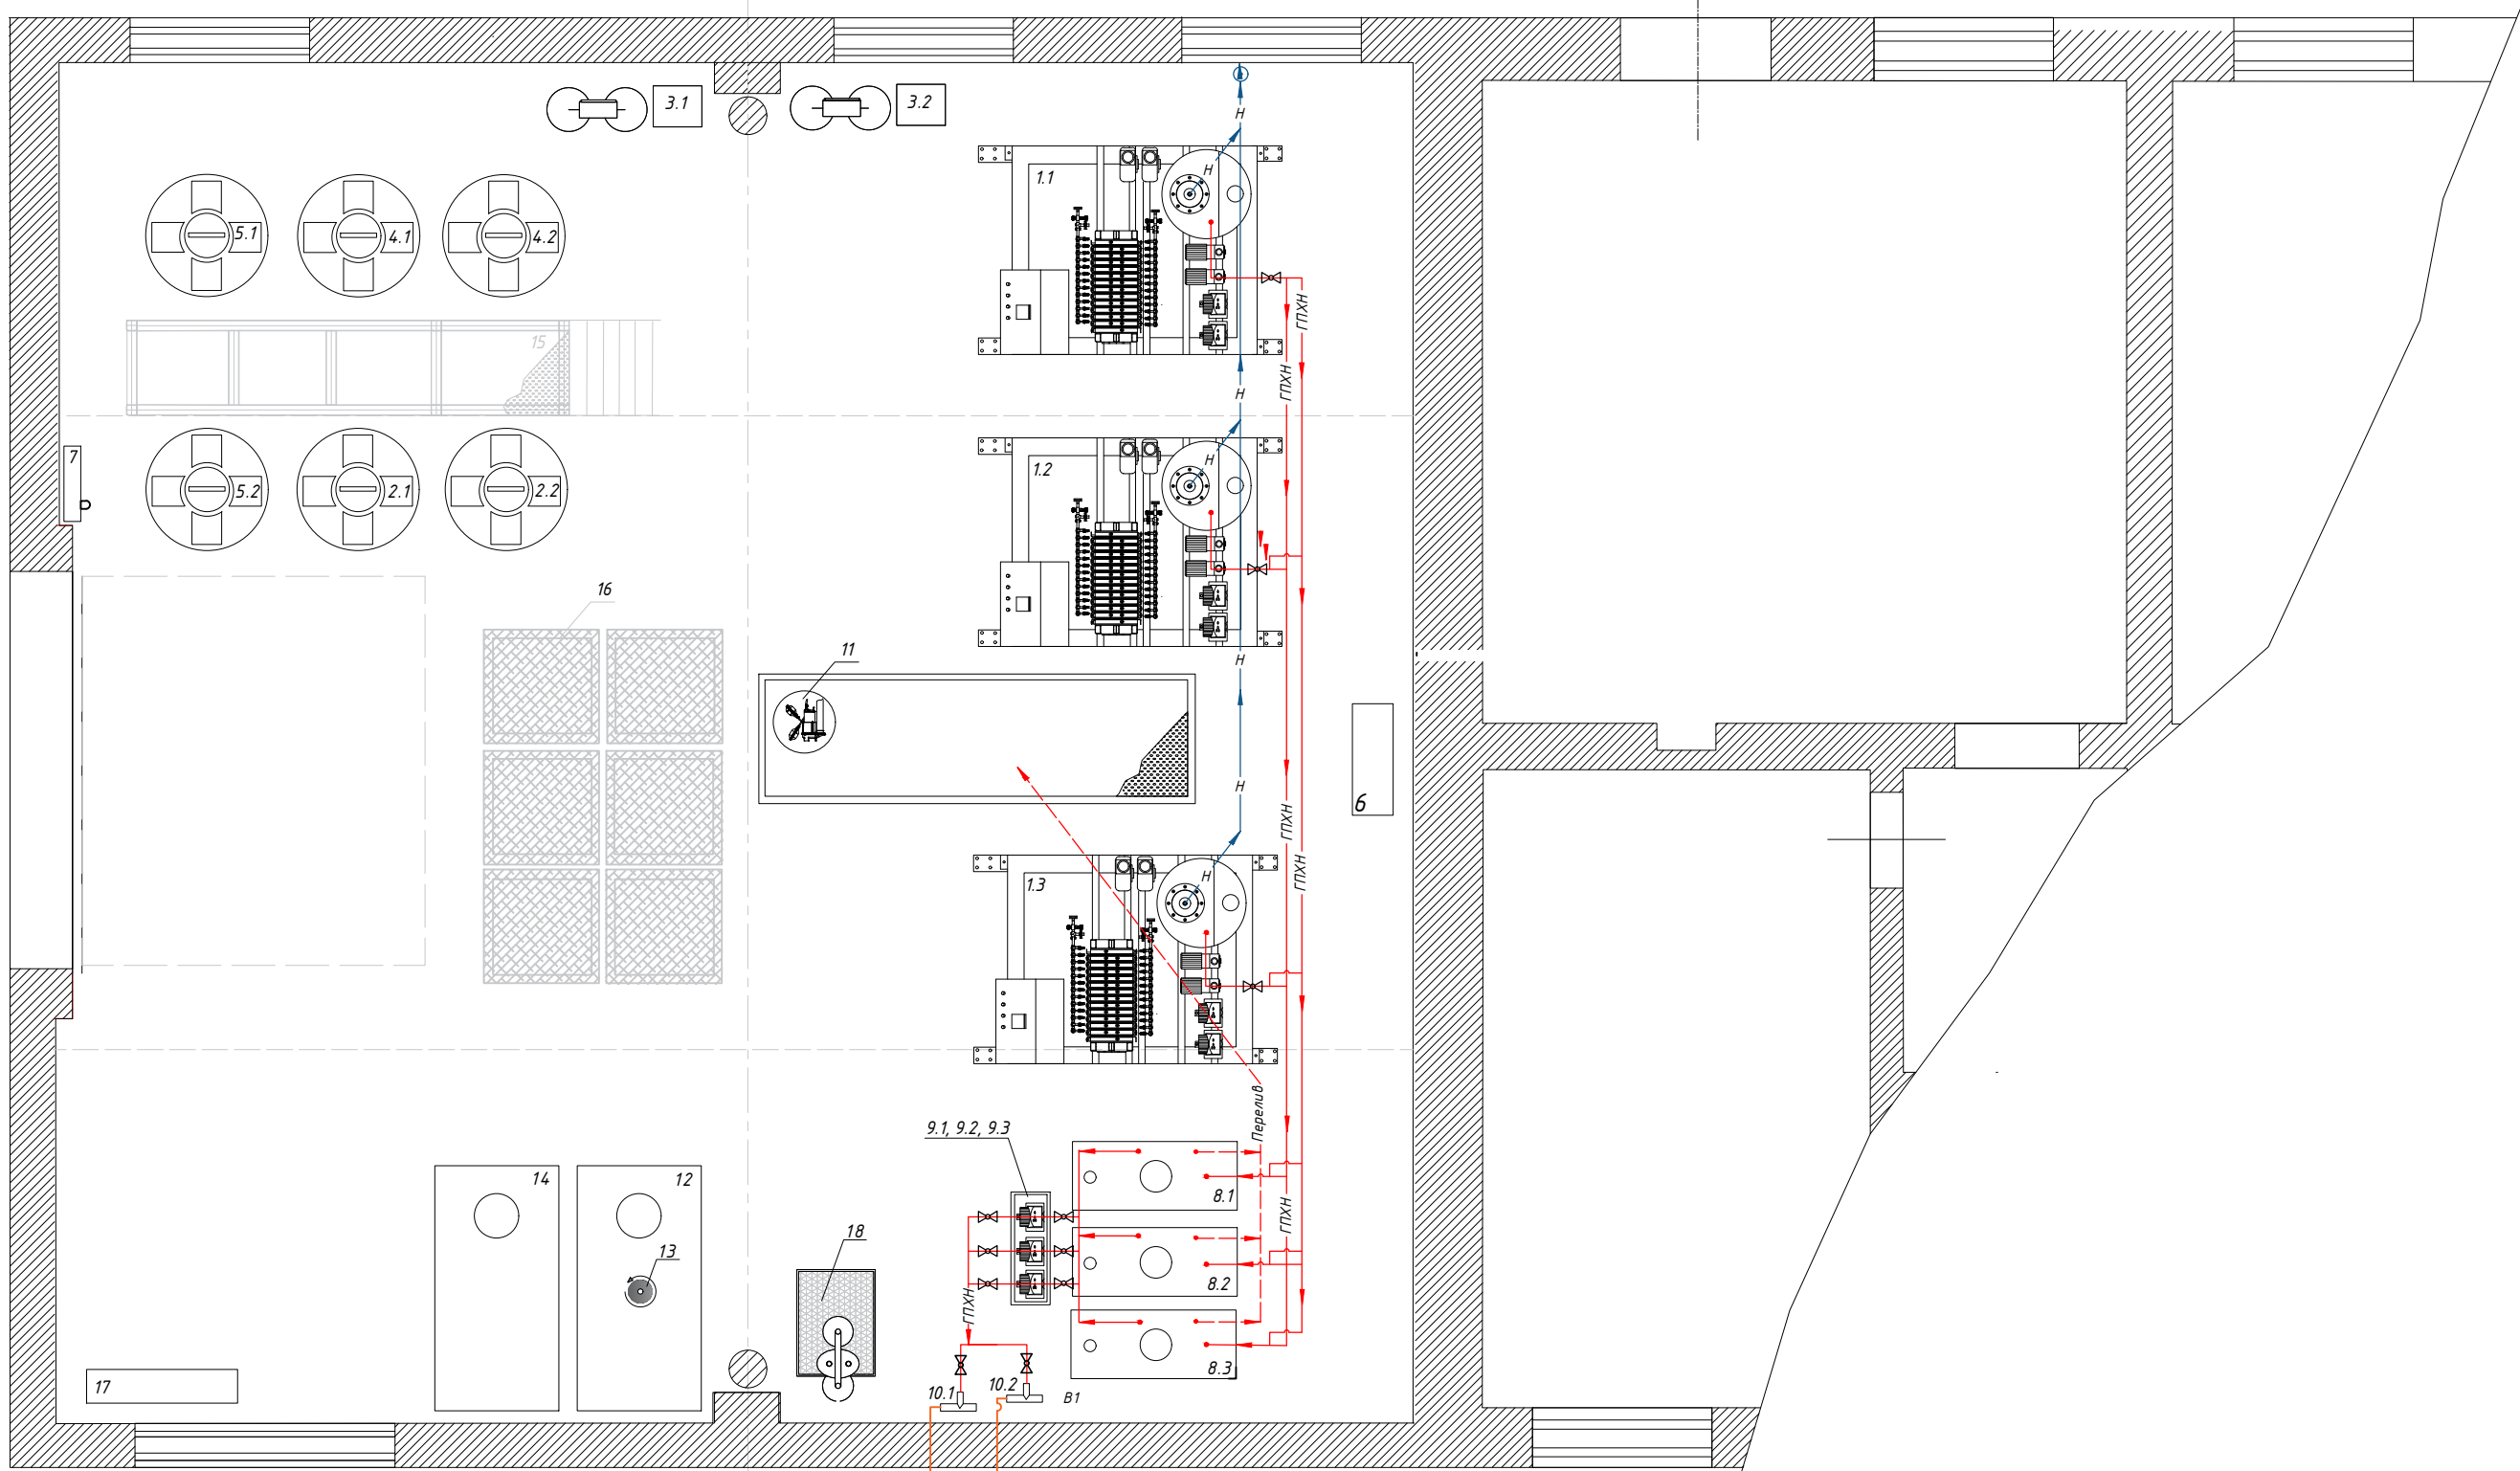 3.1
3.2
Н
1.1
Н
5.1
4.1
4.2
ГПХН
15
ГПХН
Н
7
1.2
Н
5.2
2.1
2.2
16
11
Н
Н
6
ГПХН
ГПХН
1.3
Н
Перелив
9.1, 9.2, 9.3
14
12
8.1
ГПХН
18
13
8.2
ГПХН
8.3
17
10.1
10.2
В1